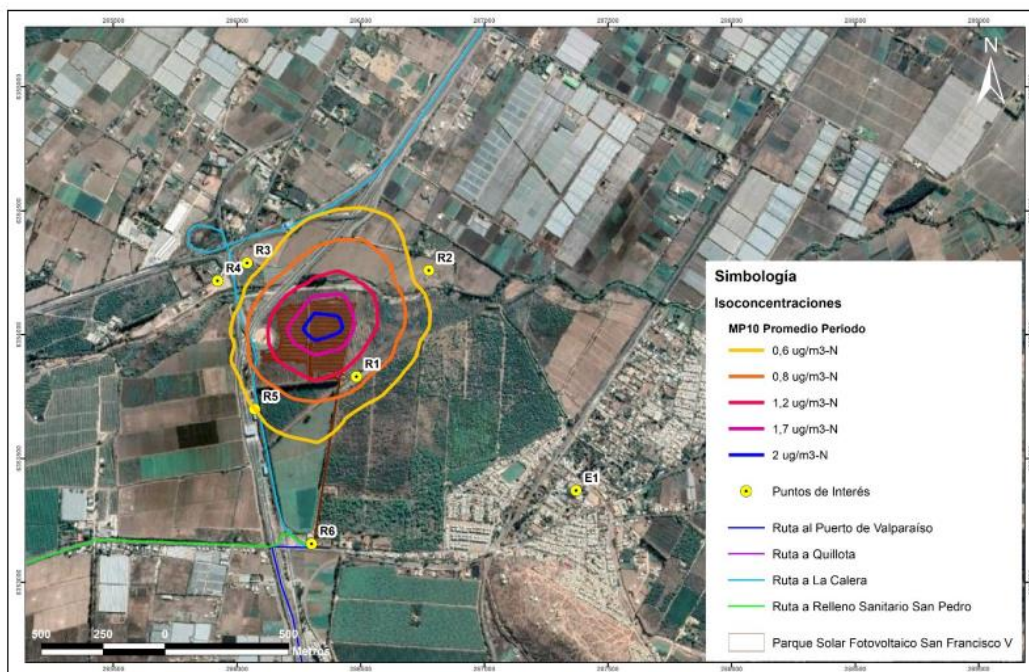 N
R3
R2
R4
R1
R5
E1
R6
Simbología
Isoconcentraciones
MP10 Promedio Periodo
0,6 ug/m3-N
0,8 ug/m3-N
1,2 ug/m3-N
1,7 ug/m3-N
2 ug/m3-N
Puntos de Interés
Ruta al Puerto de Valparaíso
Ruta a Quillota
Ruta a La Calera
Ruta a Relleno Sanitario San Pedro
Parque Solar Fotovoltaico San Francisco V
500 250 0 500
Metros